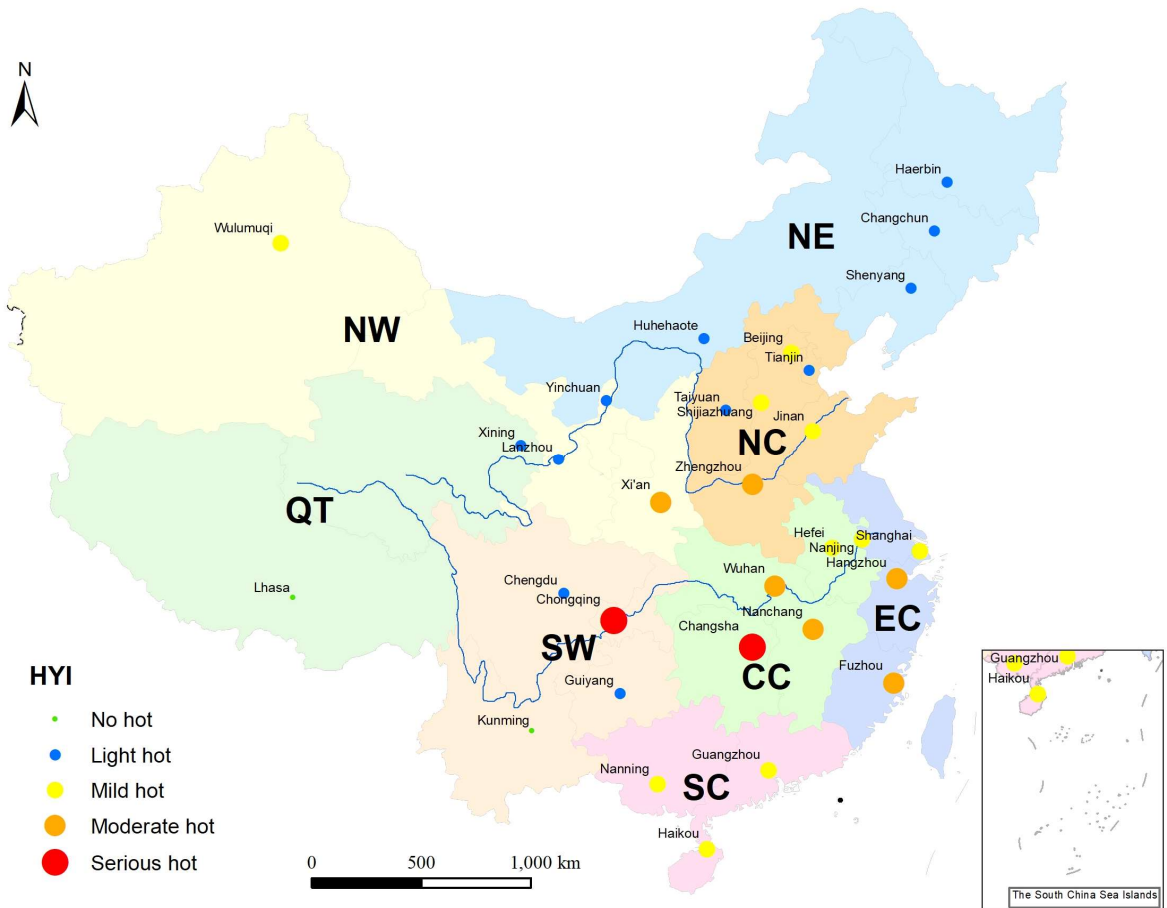 N
Haerbin
Wulumuqi
Changchun
NE
Shenyang
NW
Huhehaote
Beijing
Tianjin
Yinchuan
Taiyuan
Shijiazhuang
Jinan
Xining
Lanzhou
NC
Zhengzhou
Xi'an
QT
Hefei
Shanghai
Nanjing
Hangzhou
Wuhan
Lhasa
Chengdu
Chongqing
Nanchang
Changsha
EC
SW
CC
Fuzhou
Guiyang
Kunming
Guangzhou
Nanning
SC
Haikou
HYI
No hot
Light hot
Mild hot
Moderate hot
Serious hot
0 500 1,000 km
Guangzhou
Haikou
The South China Sea Islands